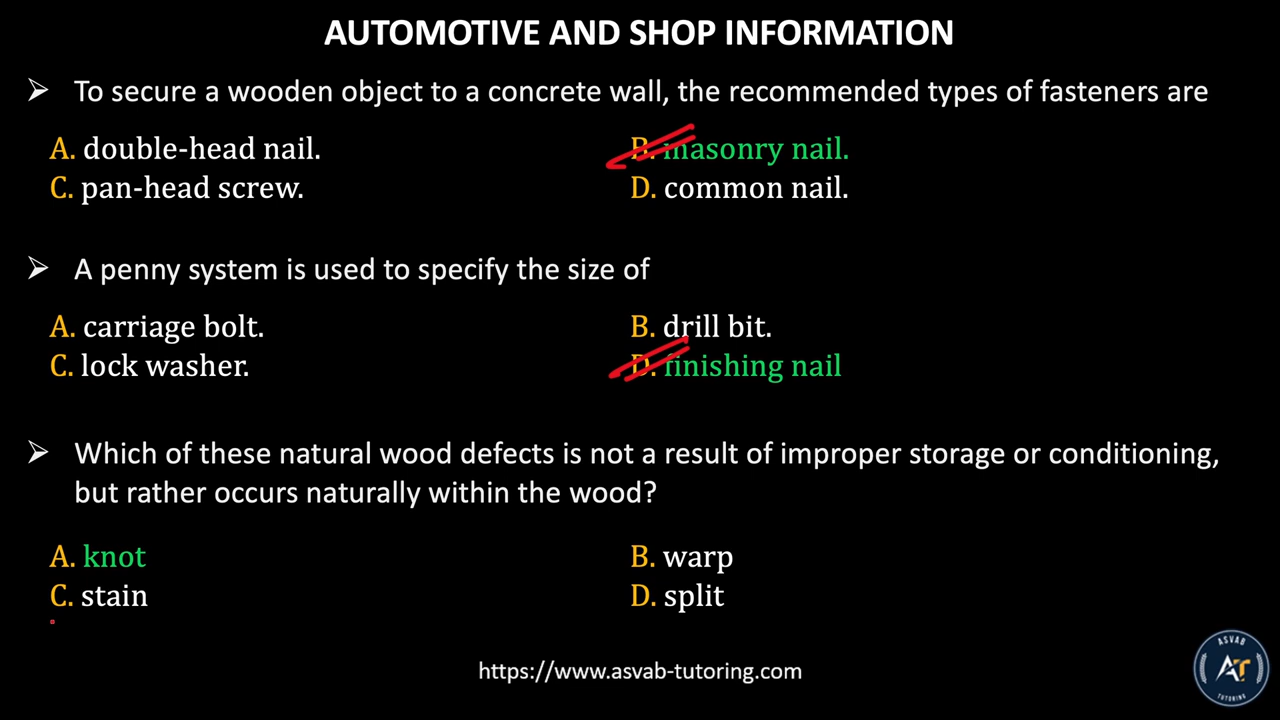 AUTOMOTIVE AND SHOP INFORMATION
➢ To secure a wooden object to a concrete wall, the recommended types of fasteners are
A. double-head nail.
B. masonry nail.
C. pan-head screw.
D. common nail.
➢ A penny system is used to specify the size of
A. carriage bolt.
B. drill bit.
C. lock washer.
D. finishing nail
➢ Which of these natural wood defects is not a result of improper storage or conditioning,
but rather occurs naturally within the wood?
A. knot
B. warp
C. stain
D. split
https://www.asvab-tutoring.com
ASVAB
AT
TUTORING